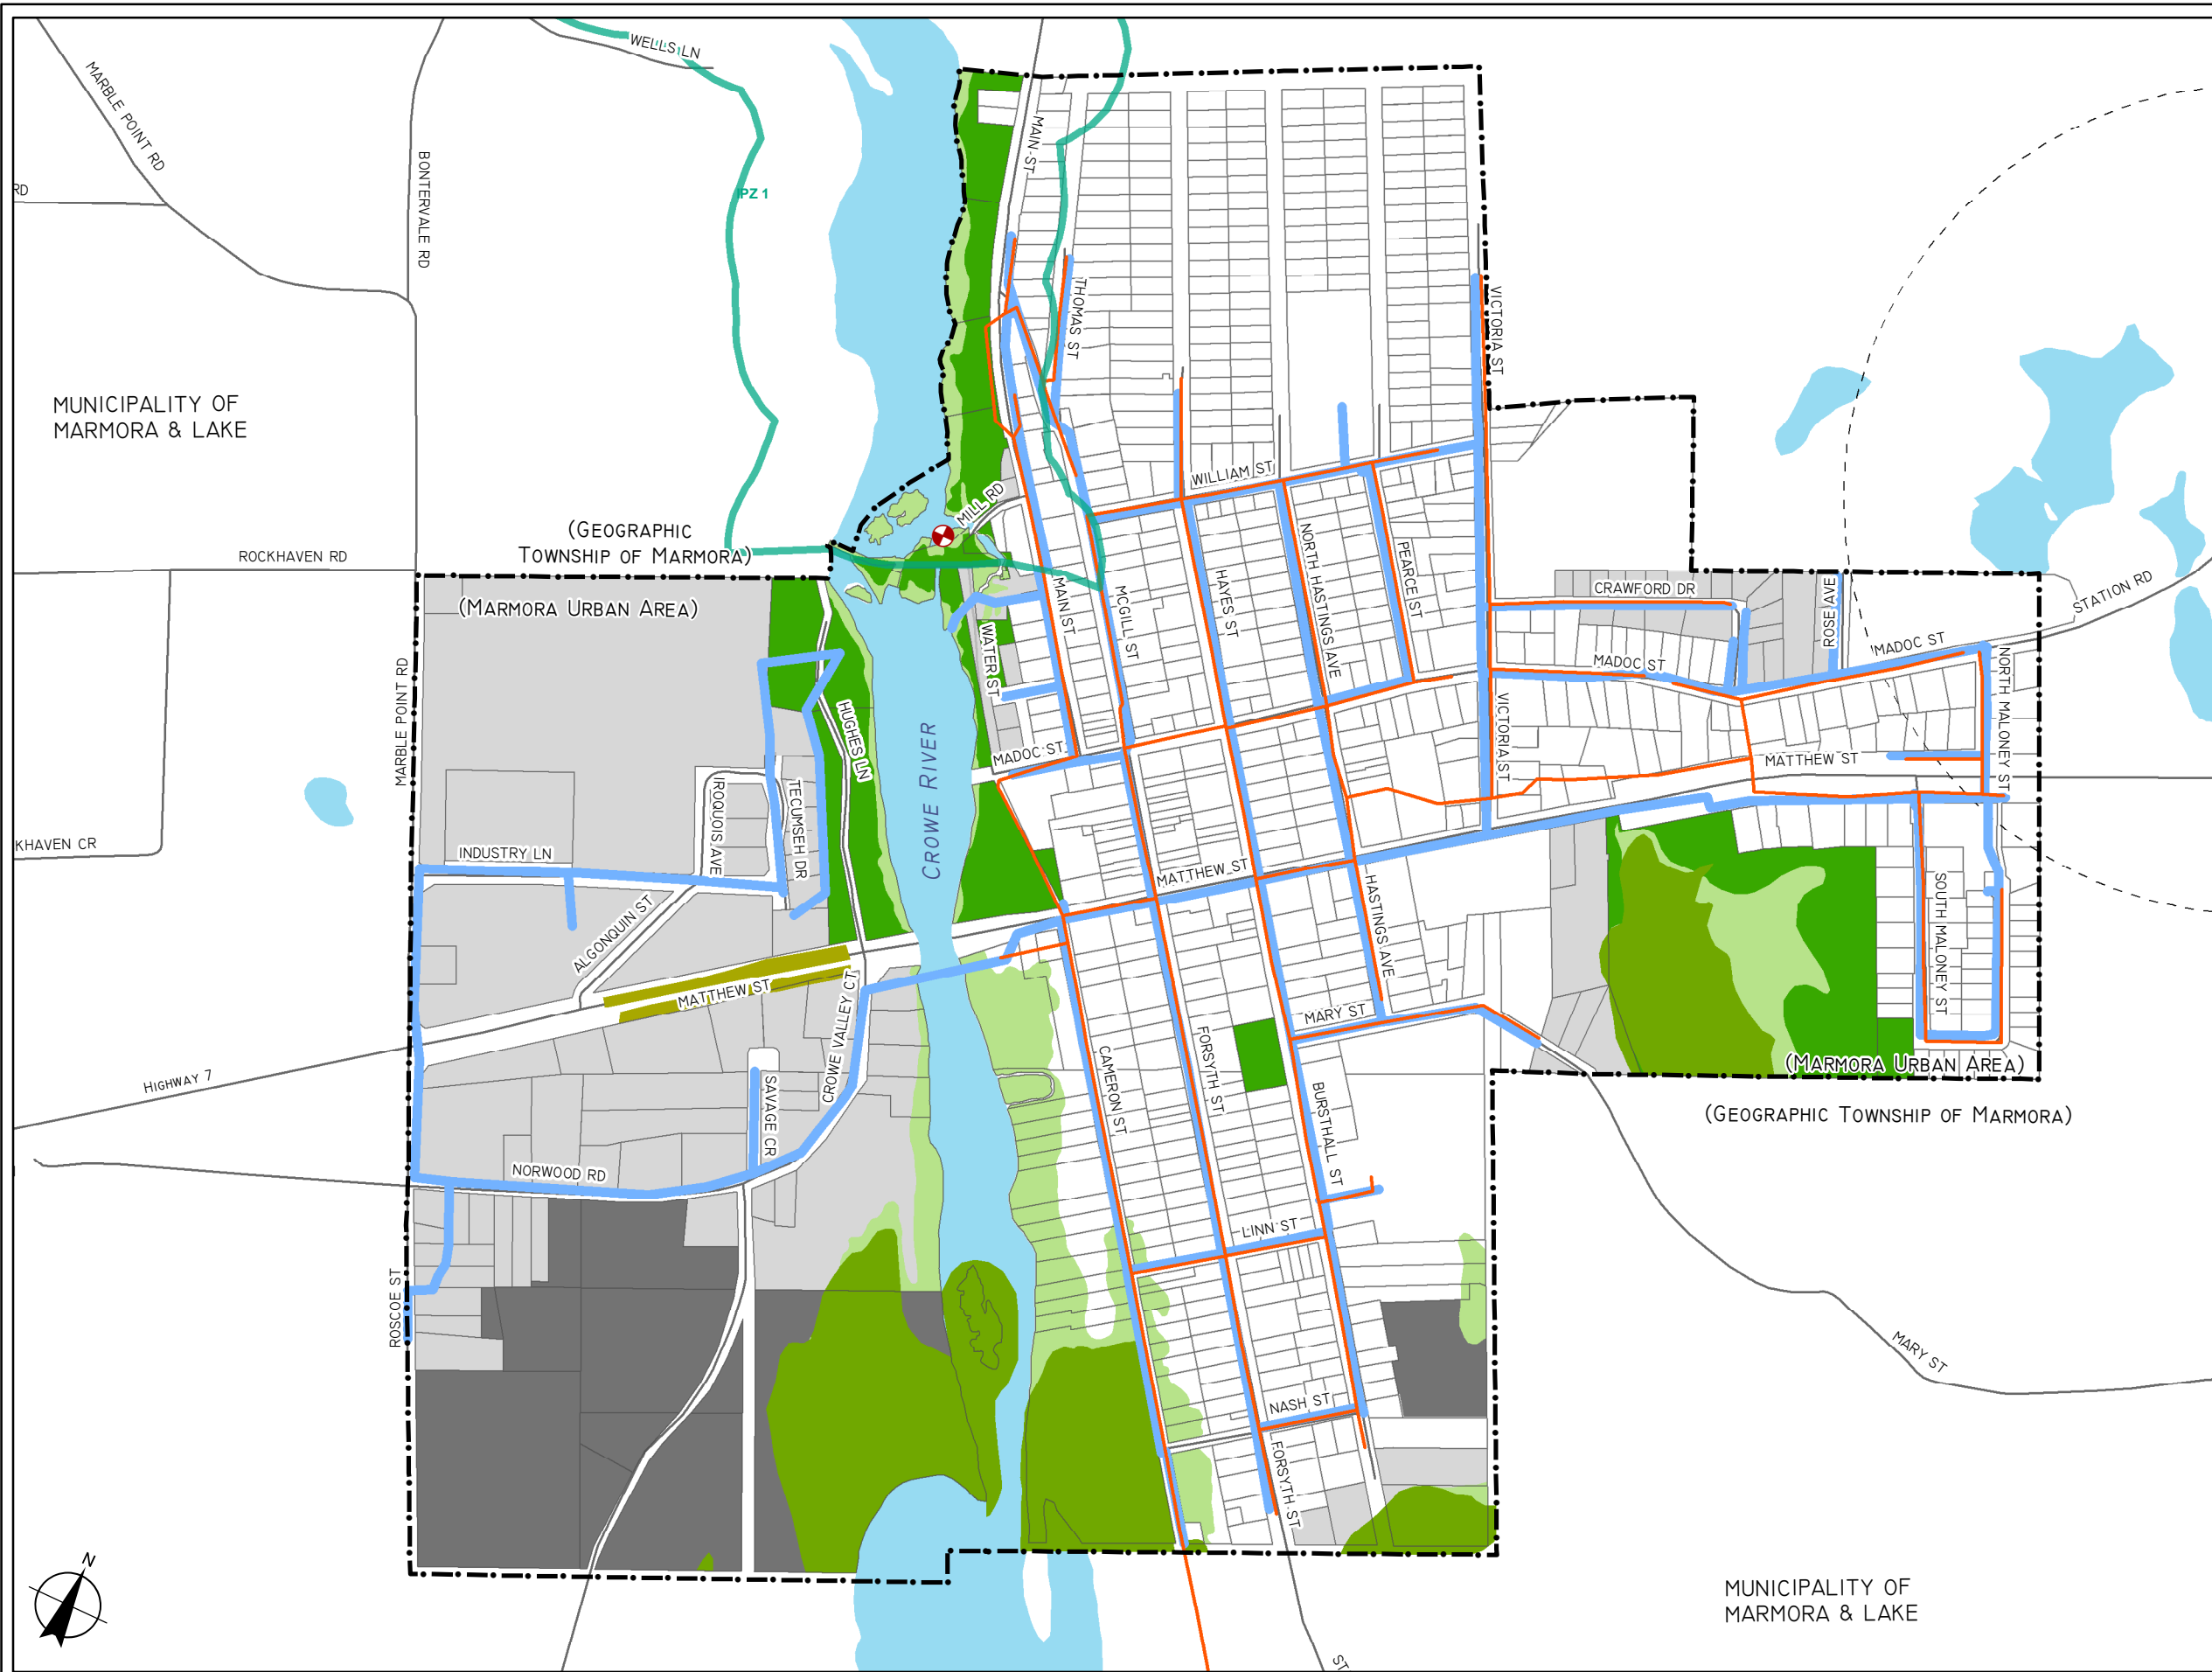 WELLS LN
MARBLE POINT RD
RD
BONTERVALE RD
IPZ 1
MAIN ST
THOMAS ST
VICTORIA ST
MUNICIPALITY OF
MARMORA & LAKE
(GEOGRAPHIC
TOWNSHIP OF MARMORA)
ROCKHAVEN RD
(MARMORA URBAN AREA)
MILL RD
WILLIAM ST
NORTH HASTINGS AVE
PEARCE ST
HAYES ST
MCGILL ST
MAIN ST
WATER ST
CRAWFORD DR
ROSE AVE
STATION RD
MADOC ST
MADOC ST
NORTH MALONEY ST
VICTORIA ST
MATTHEW ST
MARBLE POINT RD
HUGHES LN
CROWE RIVER
MADOC ST
IROQUOIS AVE
TECUMSEH DR
KHAVEN CR
INDUSTRY LN
ALGONQUIN ST
MATTHEW ST
MATTHEW ST
HASTINGS AVE
SOUTH MALONEY ST
CROWE VALLEY CT
MARY ST
CAMERON ST
FORSYTH ST
BURSTHALL ST
HIGHWAY 7
SAVAGE CR
NORWOOD RD
(MARMORA URBAN AREA)
(GEOGRAPHIC TOWNSHIP OF MARMORA)
ROSCOE ST
LINN ST
MARY ST
NASH ST
FORSYTH ST
N
MUNICIPALITY OF
MARMORA & LAKE
ST